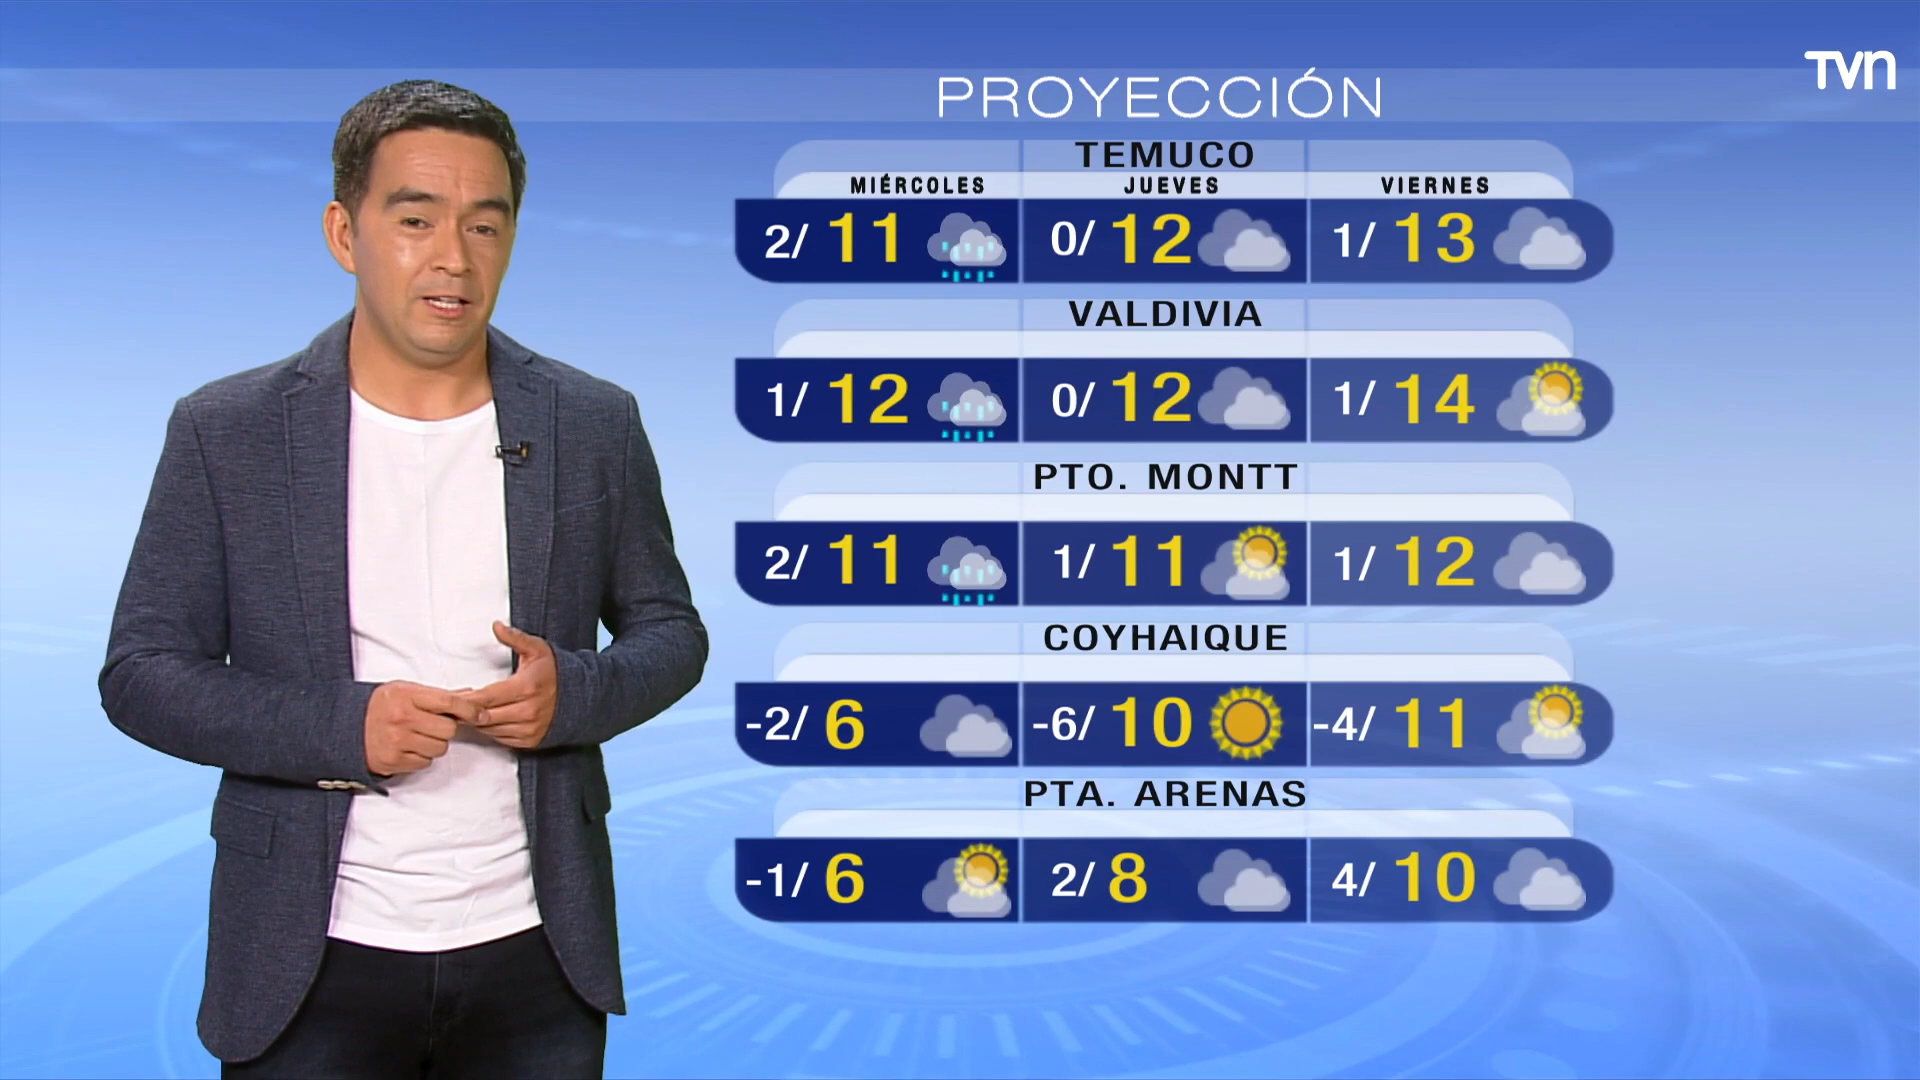 TVN
PROYECCIÓN
TEMUCO
MIÉRCOLES JUEVES VIERNES
2/ 11 0/ 12 1/ 13
VALDIVIA
1/ 12 0/ 12 1/ 14
PTO. MONTT
2/ 11 1/ 11 1/ 12
COYHAIQUE
-2/ 6 -6/ 10 -4/ 11
PTA. ARENAS
-1/ 6 2/ 8 4/ 10